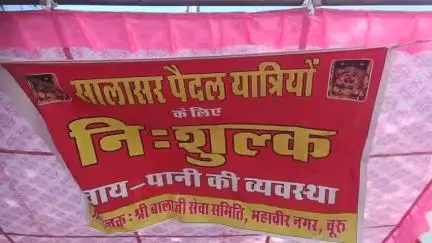 सालासर पैदल यात्रियों
के लिए
निःशुल्क
चाय-पानी की व्यवस्था
: श्री बालाजी सेवा समिति, महावीर नगर, चूरू